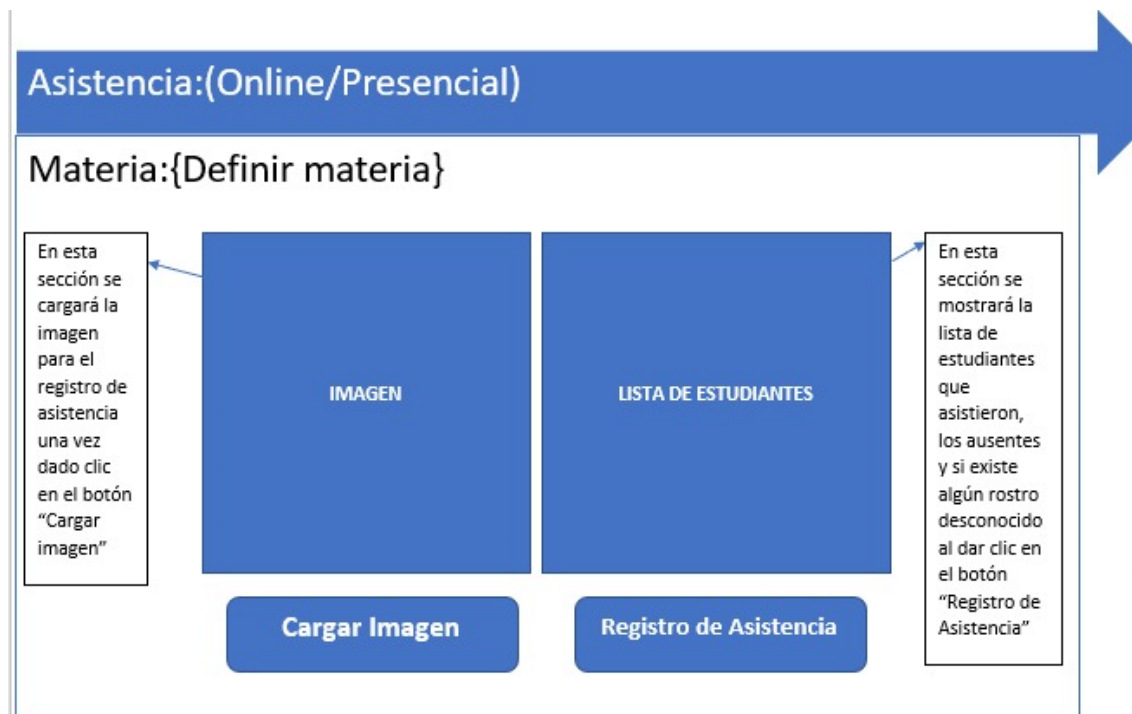 Asistencia:(Online/Presencial)
Materia:{Definir materia}
En esta
sección se
cargará la
imagen
para el
registro de
asistencia
una vez
dado clic
en el botón
“Cargar
imagen”
IMAGEN
LISTA DE ESTUDIANTES
En esta
sección se
mostrará la
lista de
estudiantes
que
asistieron,
los ausentes
y si existe
algún rostro
desconocido
al dar clic en
el botón
“Registro de
Asistencia”
Cargar Imagen
Registro de Asistencia